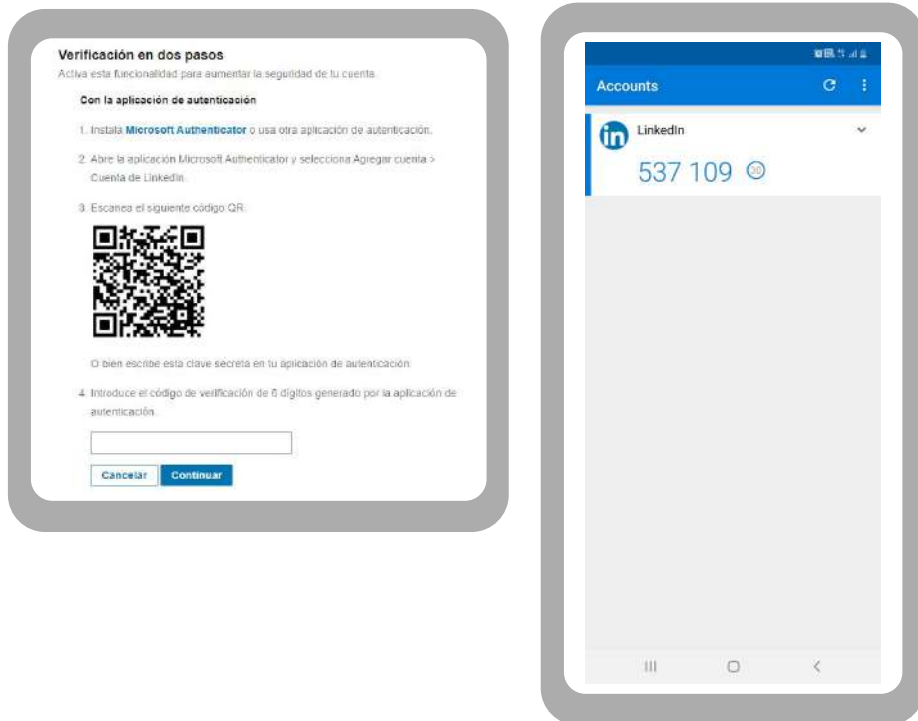 Verificación en dos pasos
Activa esta funcionalidad para aumentar la seguridad de tu cuenta.
Con la aplicación de autenticación
1. Instala Microsoft Authenticator o usa otra aplicación de autenticación.
2. Abre la aplicación Microsoft Authenticator y selecciona Agregar cuenta >
Cuenta de LinkedIn.
3. Escanea el siguiente código QR:
O bien escribe esta clave secreta en tu aplicación de autenticación
4. Introduce el código de verificación de 6 dígitos generado por la aplicación de
autenticación.
Cancelar Continuar
Accounts
in LinkedIn
537 109 30